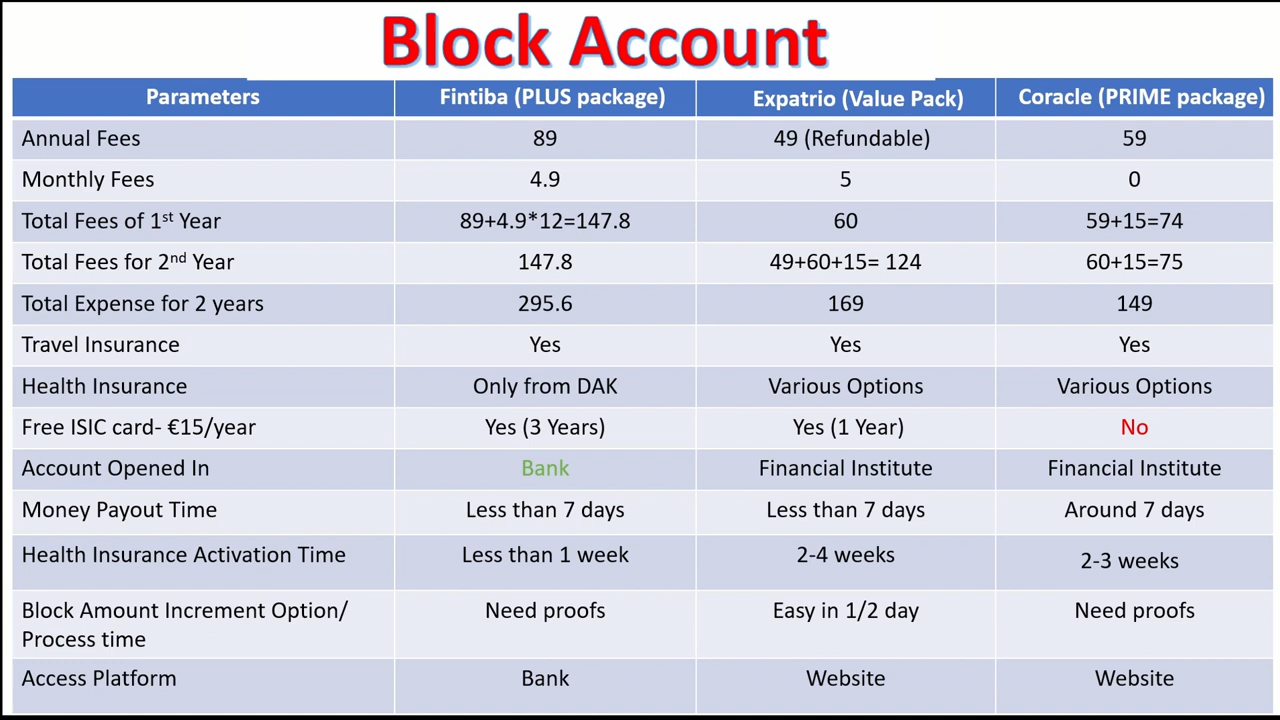 Block Account
Parameters Fintiba (PLUS package) Expatrio (Value Pack) Coracle (PRIME package)
Annual Fees 89 49 (Refundable) 59
Monthly Fees 4.9 5 0
Total Fees of 1st Year 89+4.9*12=147.8 60 59+15=74
Total Fees for 2nd Year 147.8 49+60+15= 124 60+15=75
Total Expense for 2 years 295.6 169 149
Travel Insurance Yes Yes Yes
Health Insurance Only from DAK Various Options Various Options
Free ISIC card- €15/year Yes (3 Years) Yes (1 Year) No
Account Opened In Bank Financial Institute Financial Institute
Money Payout Time Less than 7 days Less than 7 days Around 7 days
Health Insurance Activation Time Less than 1 week 2-4 weeks 2-3 weeks
Block Amount Increment Option/ Need proofs Easy in 1/2 day Need proofs
Process time
Access Platform Bank Website Website